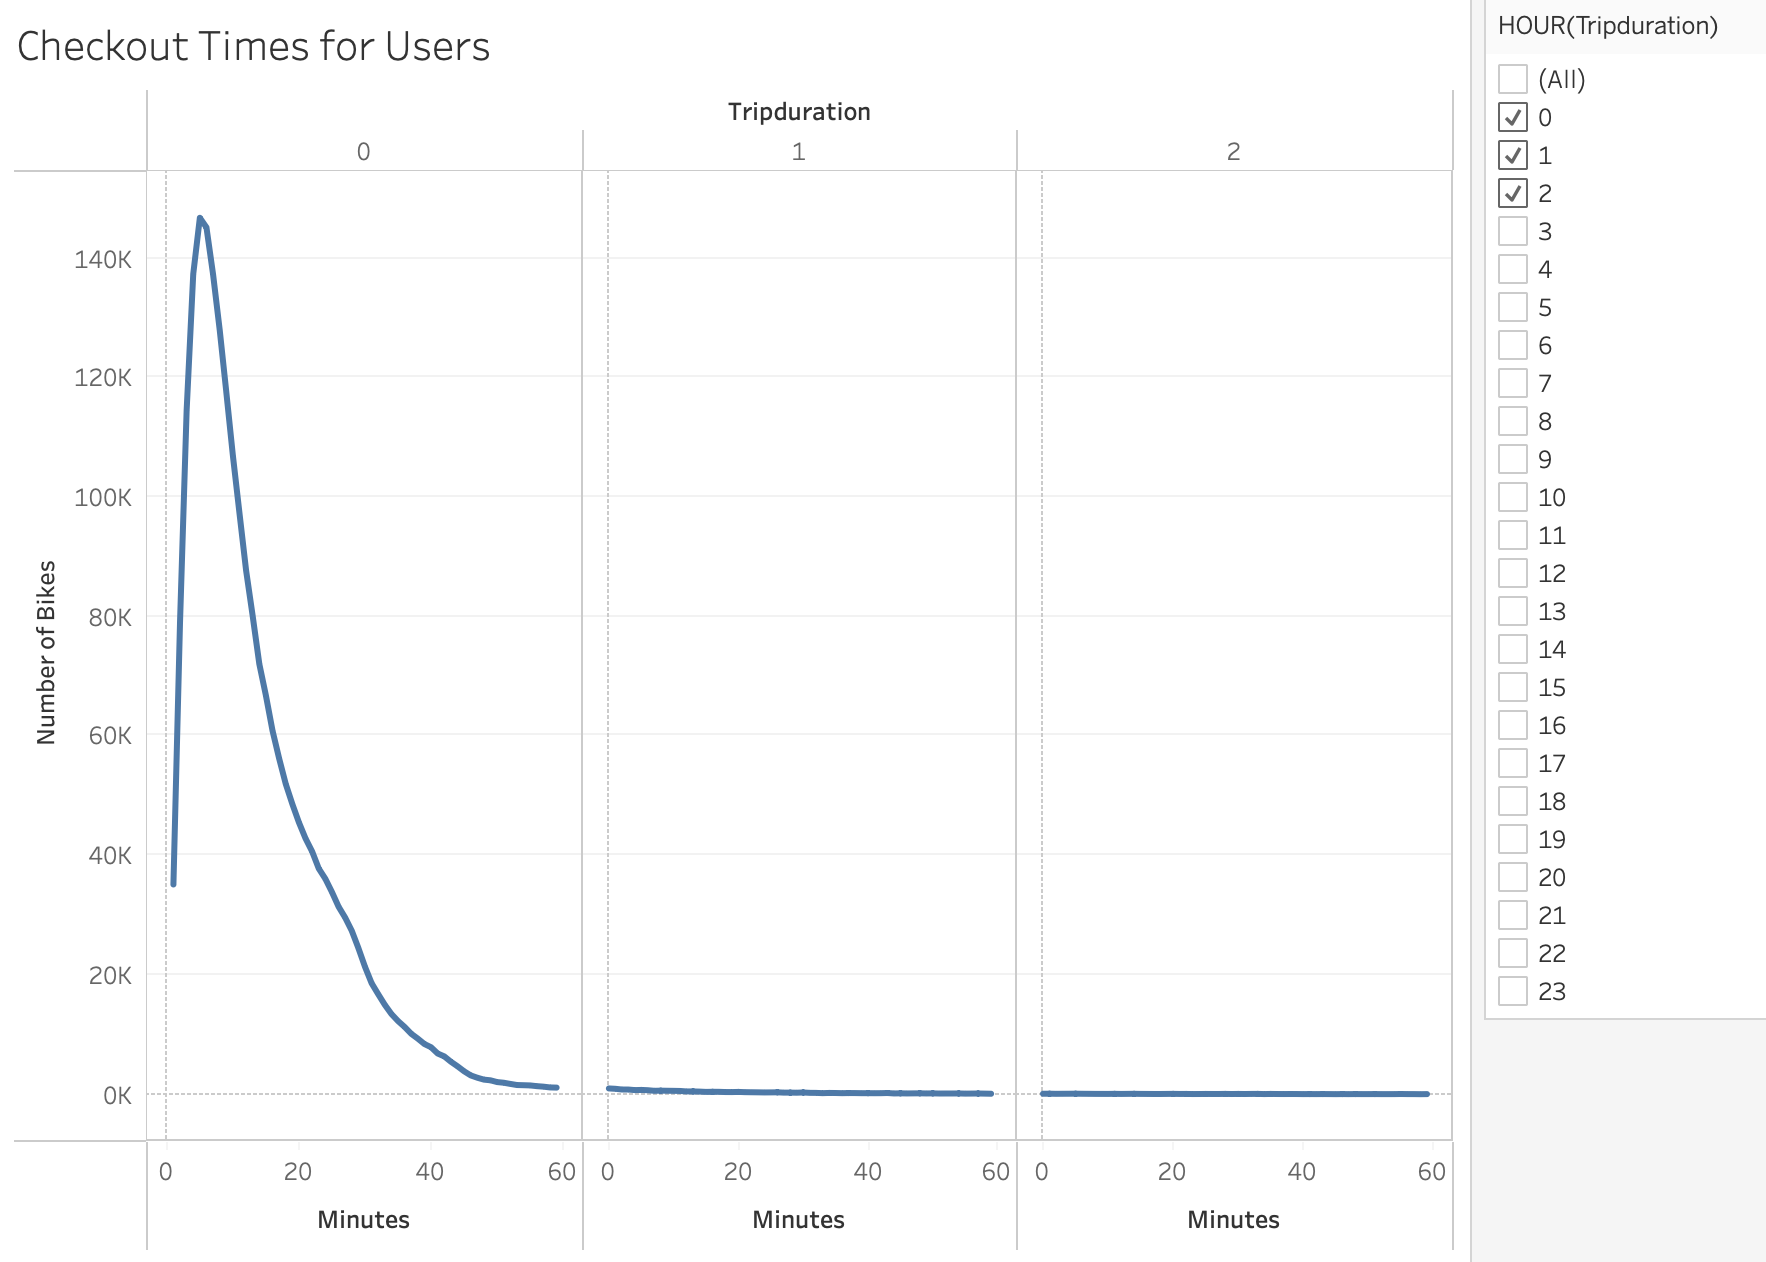 Checkout Times for Users
Tripduration
0 1 2
140K
120K
100K
80K
60K
40K
20K
0K
Number of Bikes
0 20 40 60 0 20 40 60 0 20 40 60
Minutes Minutes Minutes
HOUR(Tripduration)
(All)
0
1
2
3
4
5
6
7
8
9
10
11
12
13
14
15
16
17
18
19
20
21
22
23